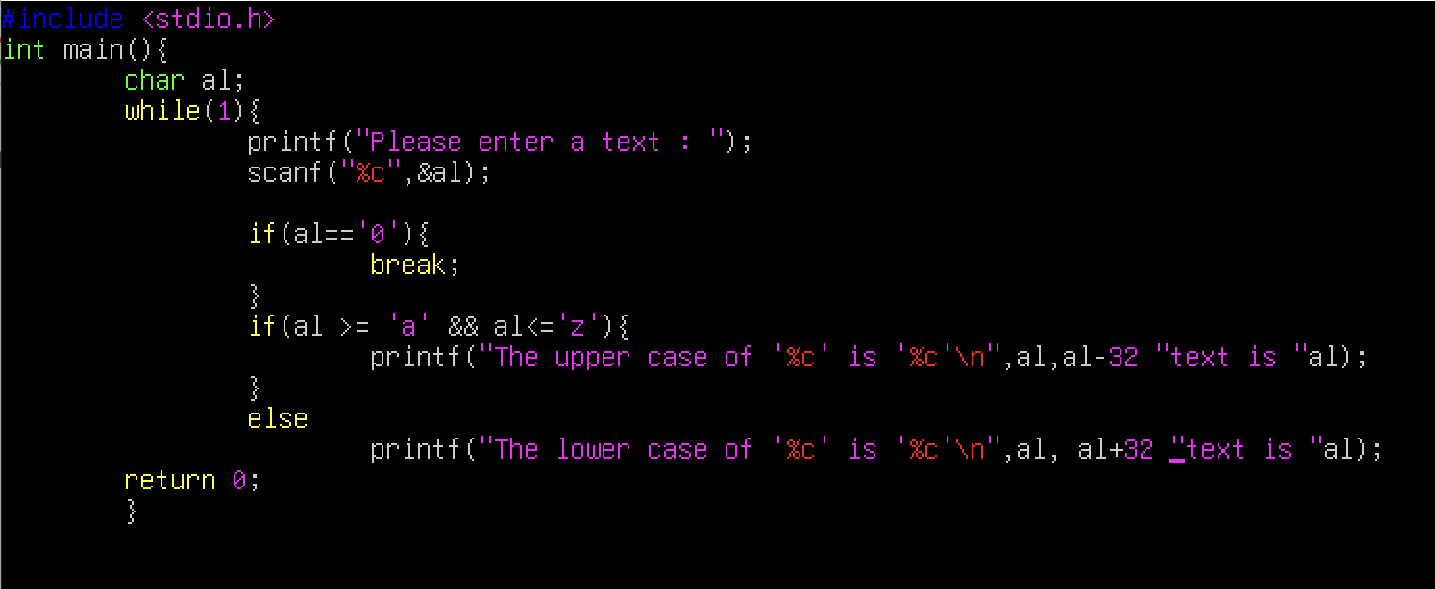 #include <stdio.h>
int main(){
        char al;
        while(1){
                printf("Please enter a text : ");
                scanf("%c",&al);

                if(al=='0'){
                        break;
                }
                if(al >= 'a' && al<='z'){
                        printf("The upper case of '%c' is '%c'\n",al,al-32 "text is "al);
                }
                else
                        printf("The lower case of '%c' is '%c'\n",al, al+32 "text is "al);
        return 0;
        }